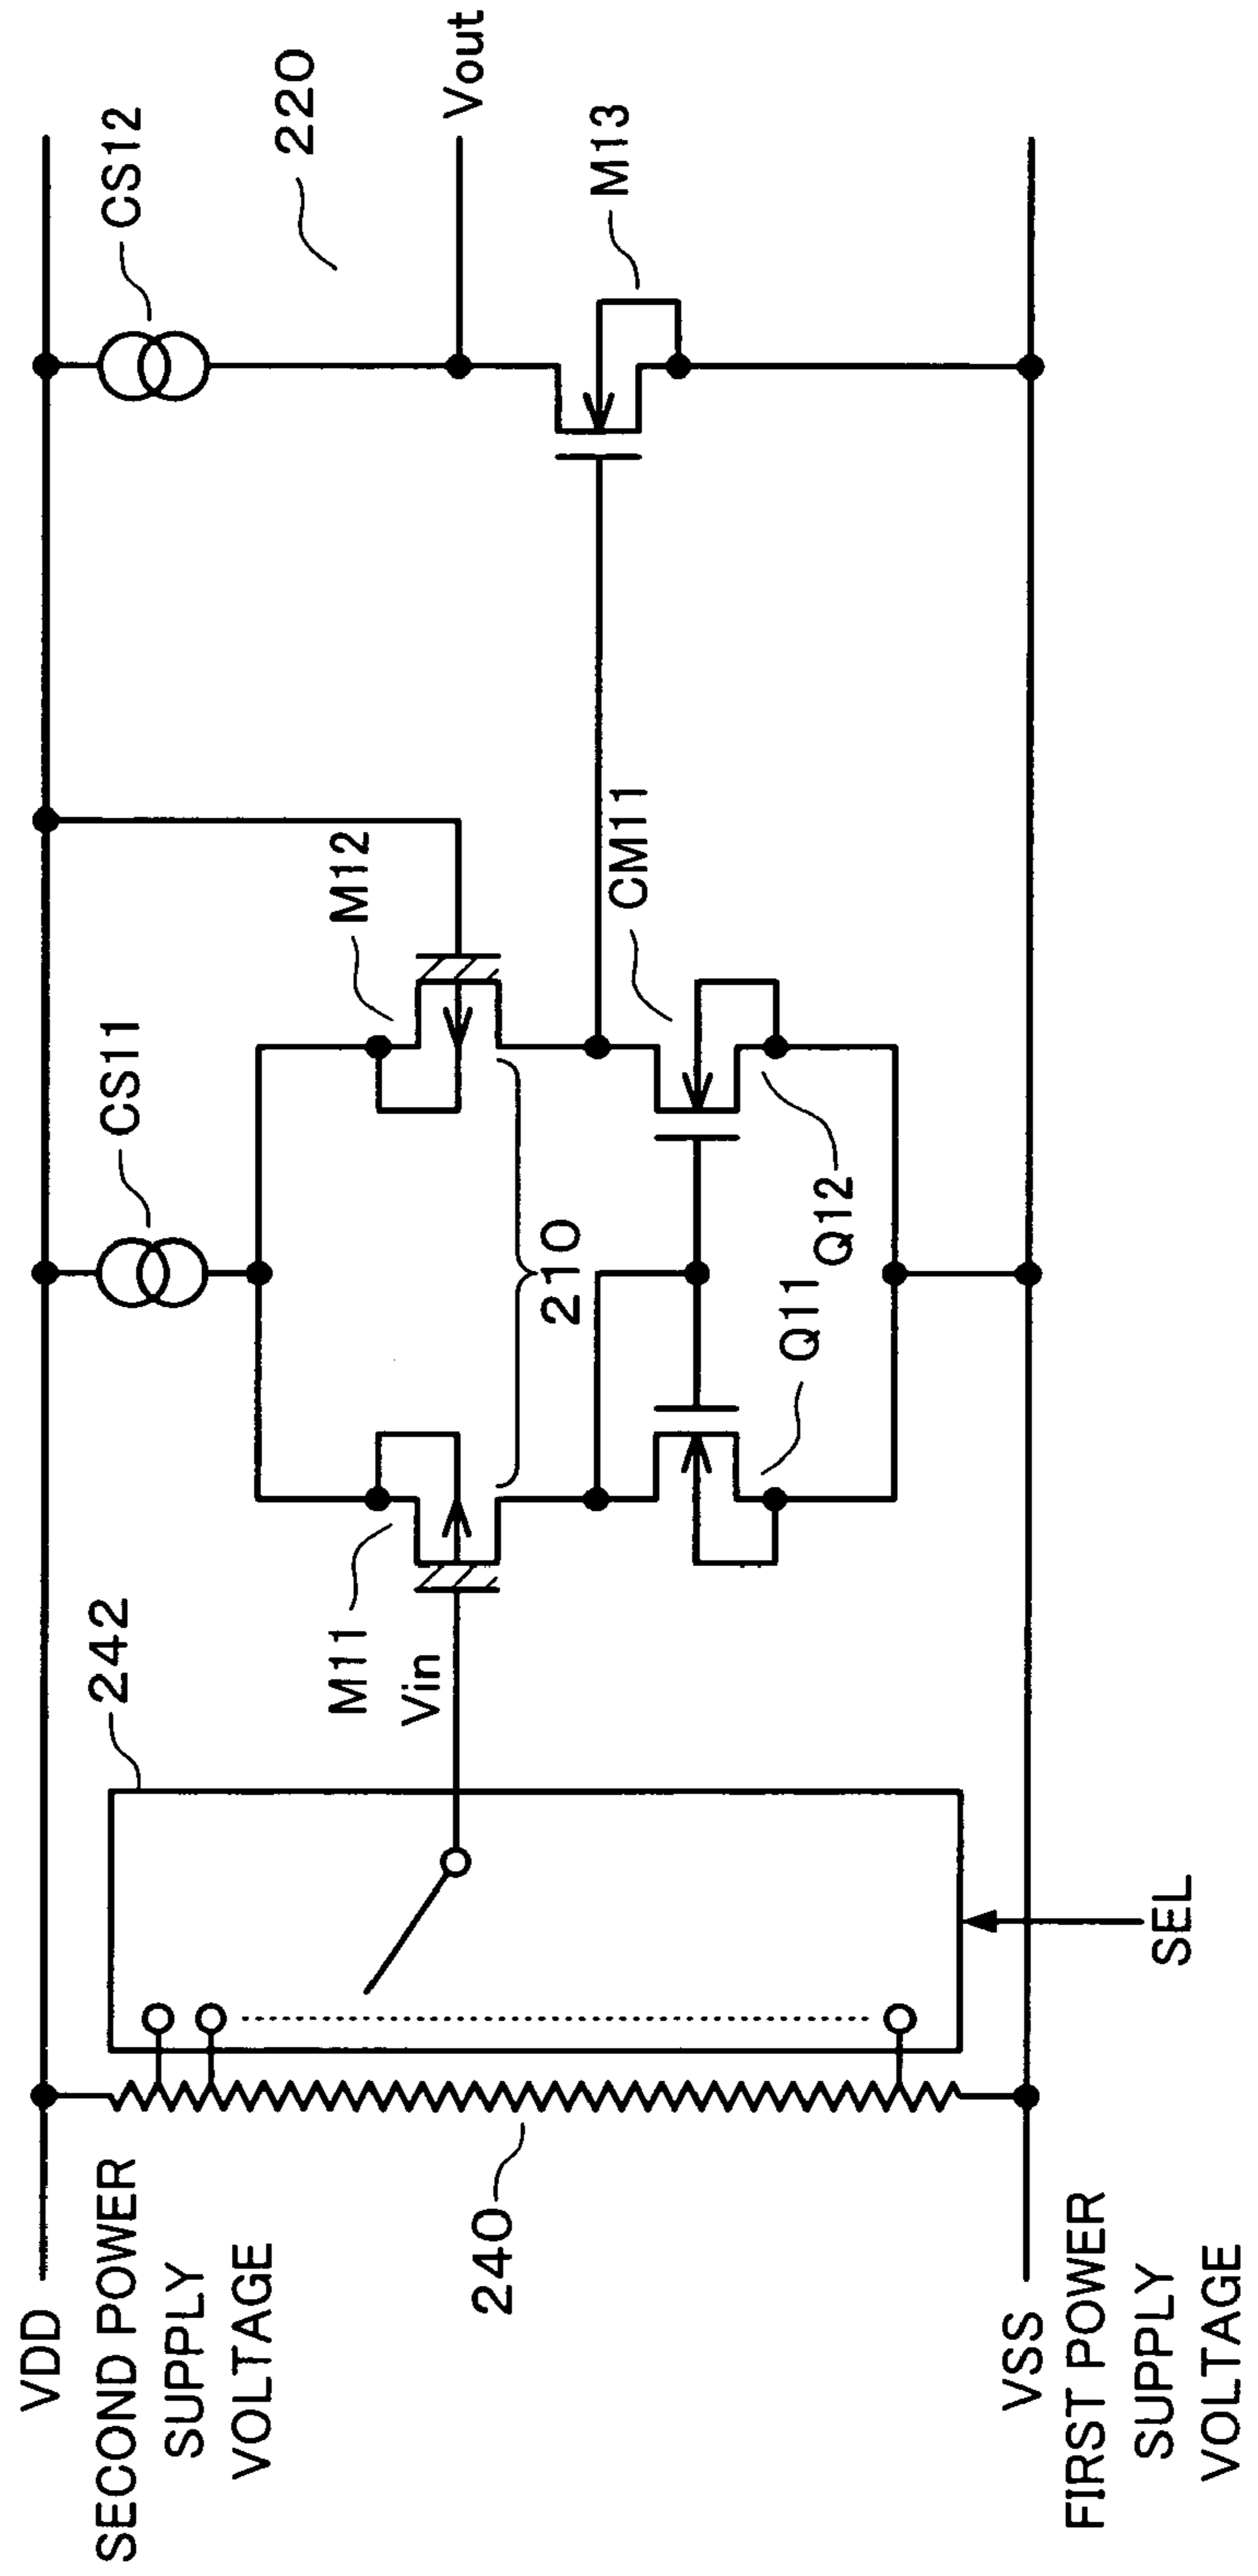 VDD
SECOND POWER
SUPPLY
VOLTAGE
240
242
SEL
VSS
FIRST POWER
SUPPLY
VOLTAGE
M11
Vin
CS11
210
Q11
Q12
M12
CM11
CS12
220
Vout
M13